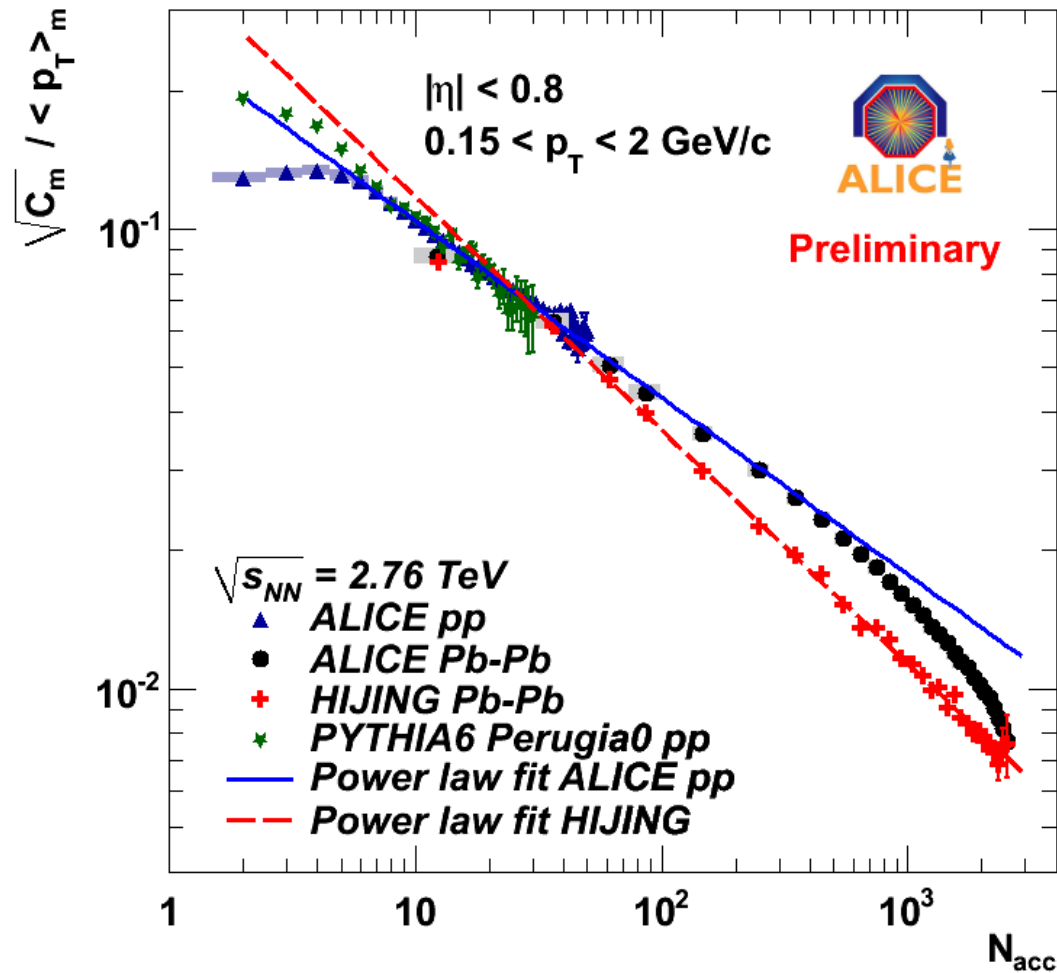 √C_m / < p_T >_m
|η| < 0.8
0.15 < p_T < 2 GeV/c
ALICE
Preliminary
10^-1
10^-2
√s_NN = 2.76 TeV
ALICE pp
ALICE Pb-Pb
HIJING Pb-Pb
PYTHIA6 Perugia0 pp
Power law fit ALICE pp
Power law fit HIJING
1 10 10^2 10^3
N_acc